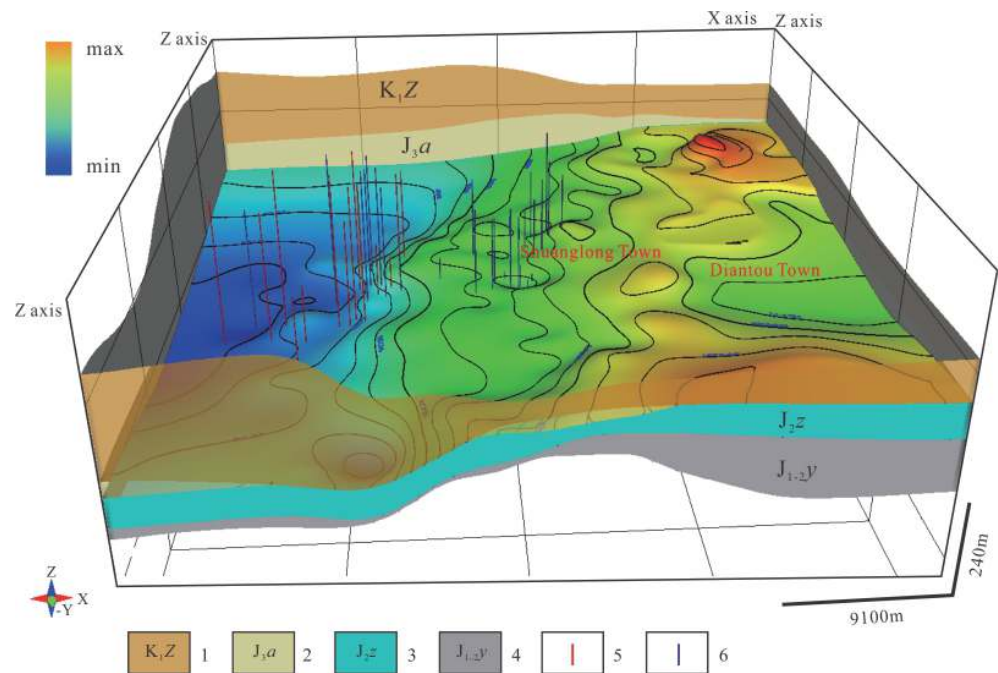 X axis
Z axis
Z axis
max
min
K₁Z
J₃a
Shuanglong Town
Diantou Town
Z axis
J₂z
J₁₋₂y
240m
9100m
Z
X
-Y
K₁Z 1 J₃a 2 J₂z 3 J₁₋₂y 4 5 6